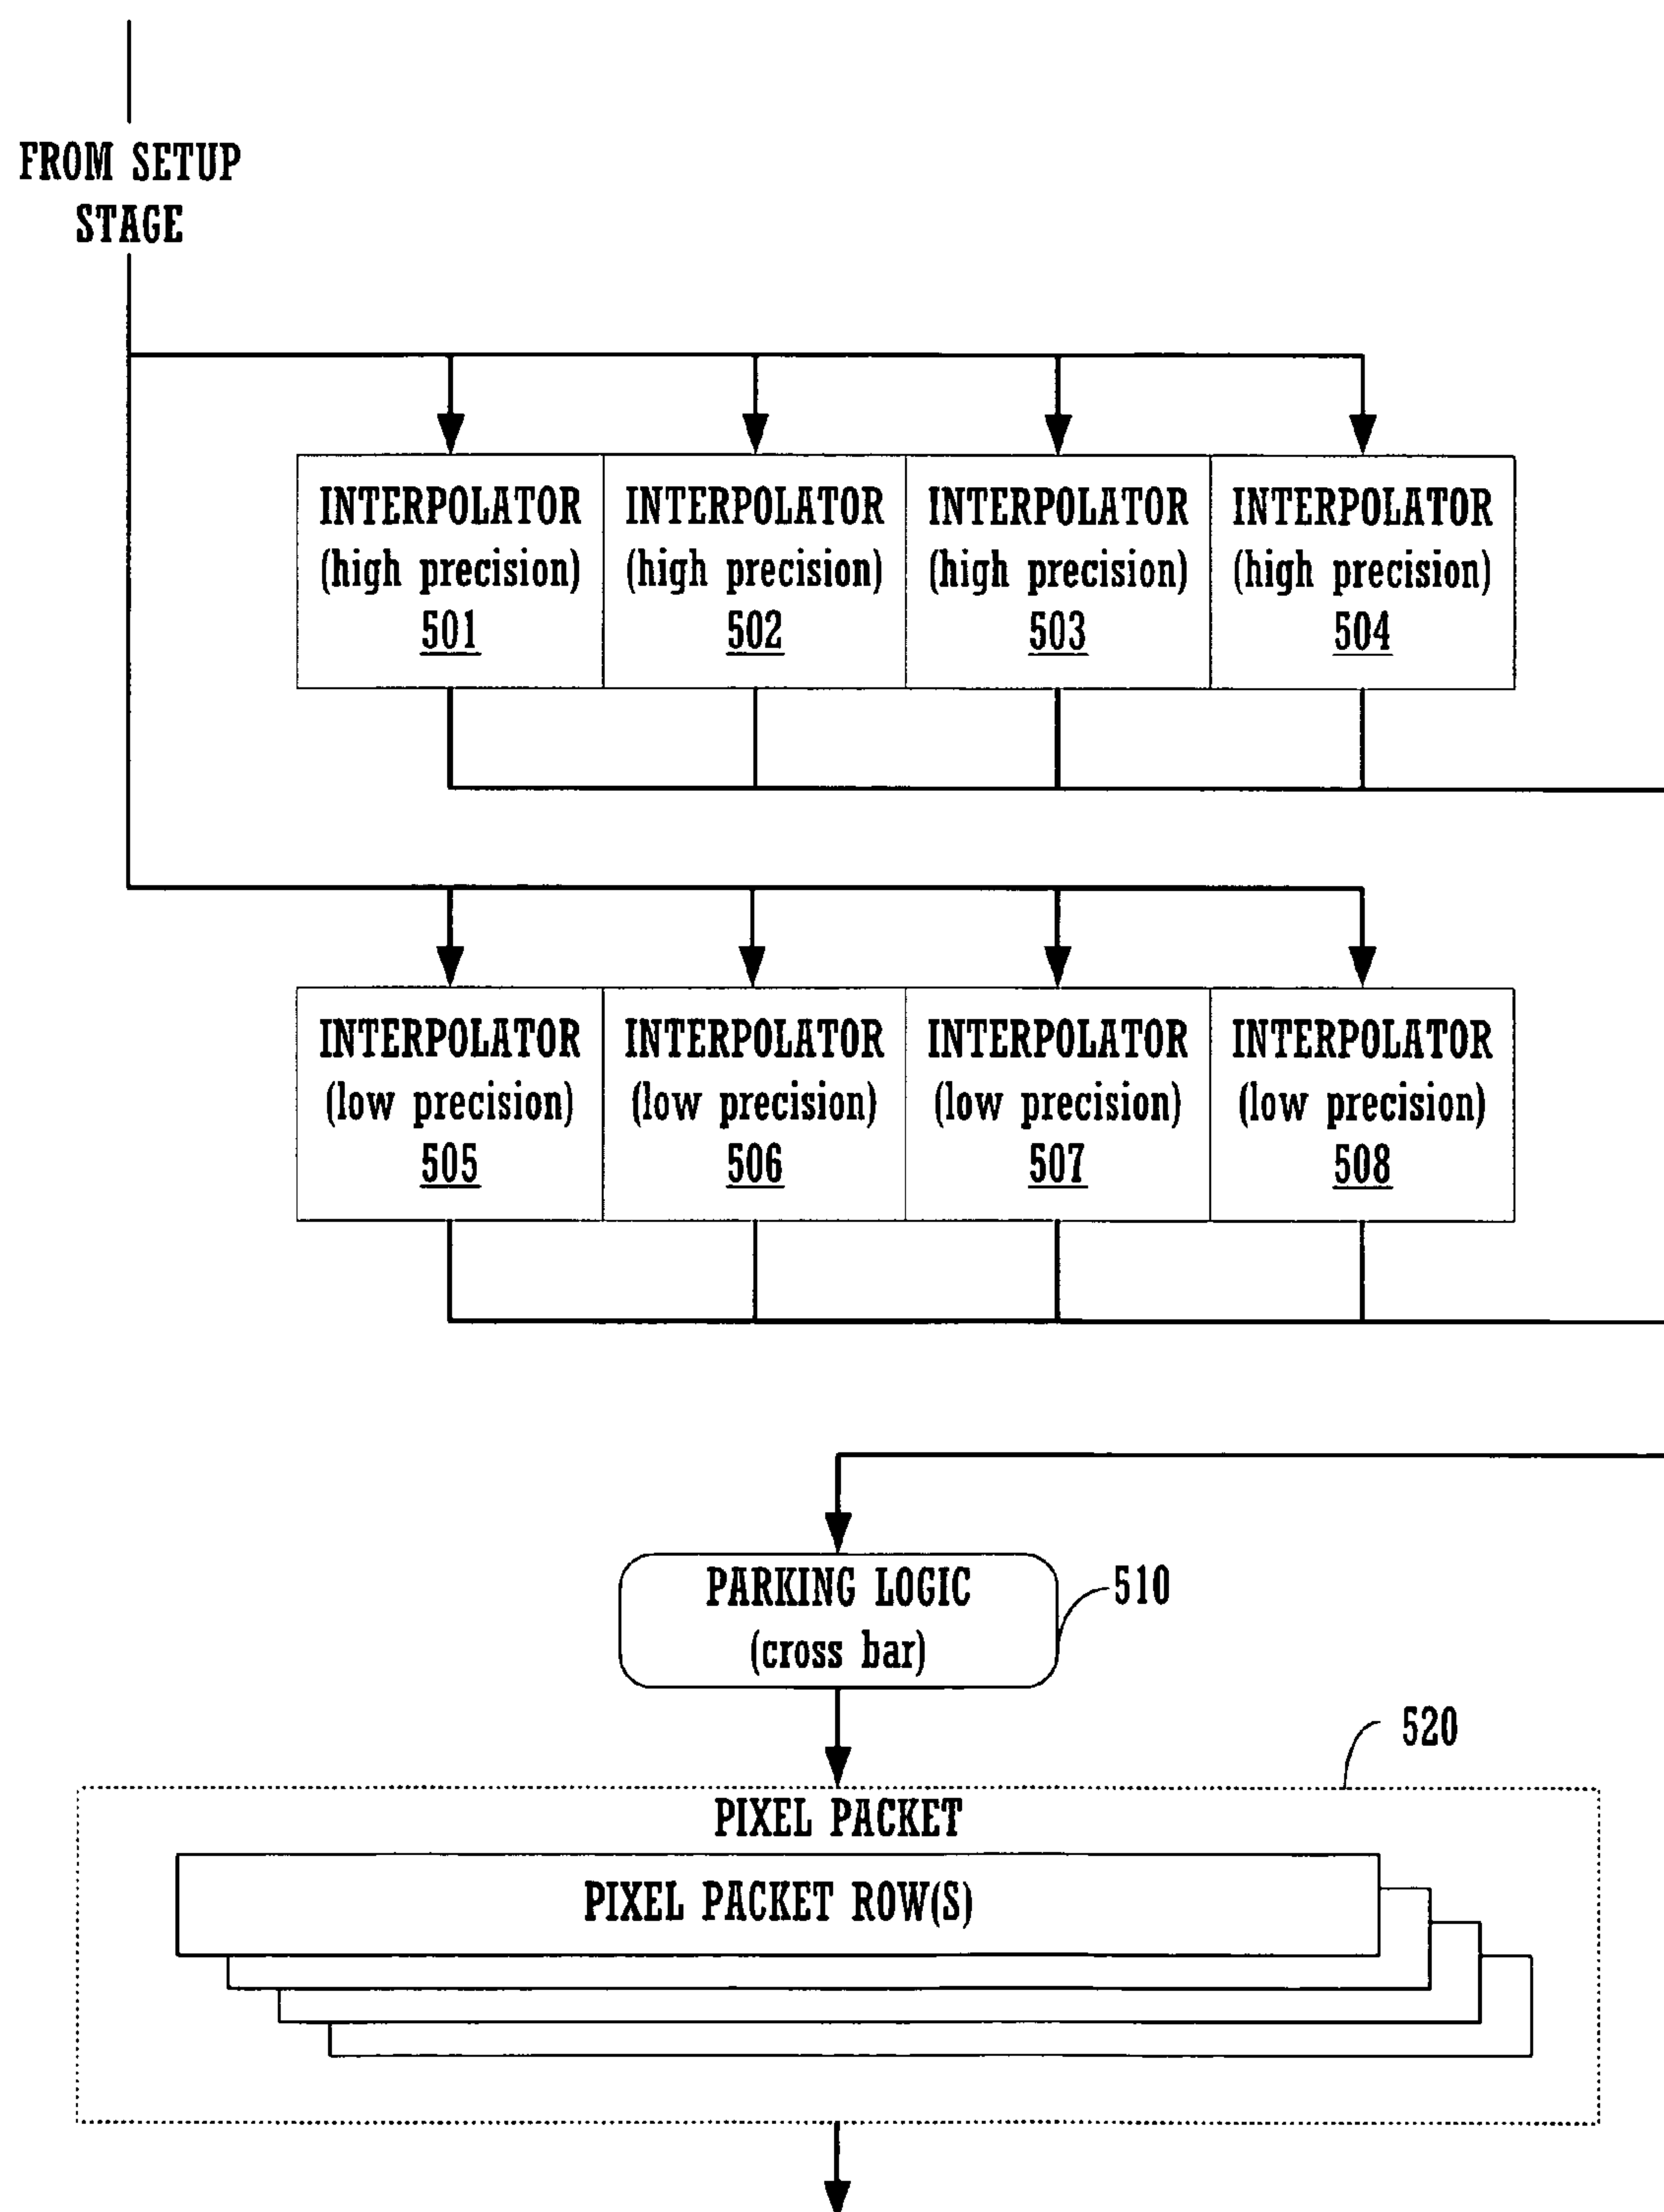 FROM SETUP
STAGE
INTERPOLATOR
(high precision)
501
INTERPOLATOR
(high precision)
502
INTERPOLATOR
(high precision)
503
INTERPOLATOR
(high precision)
504
INTERPOLATOR
(low precision)
505
INTERPOLATOR
(low precision)
506
INTERPOLATOR
(low precision)
507
INTERPOLATOR
(low precision)
508
PARKING LOGIC
(cross bar)
510
520
PIXEL PACKET
PIXEL PACKET ROW(S)